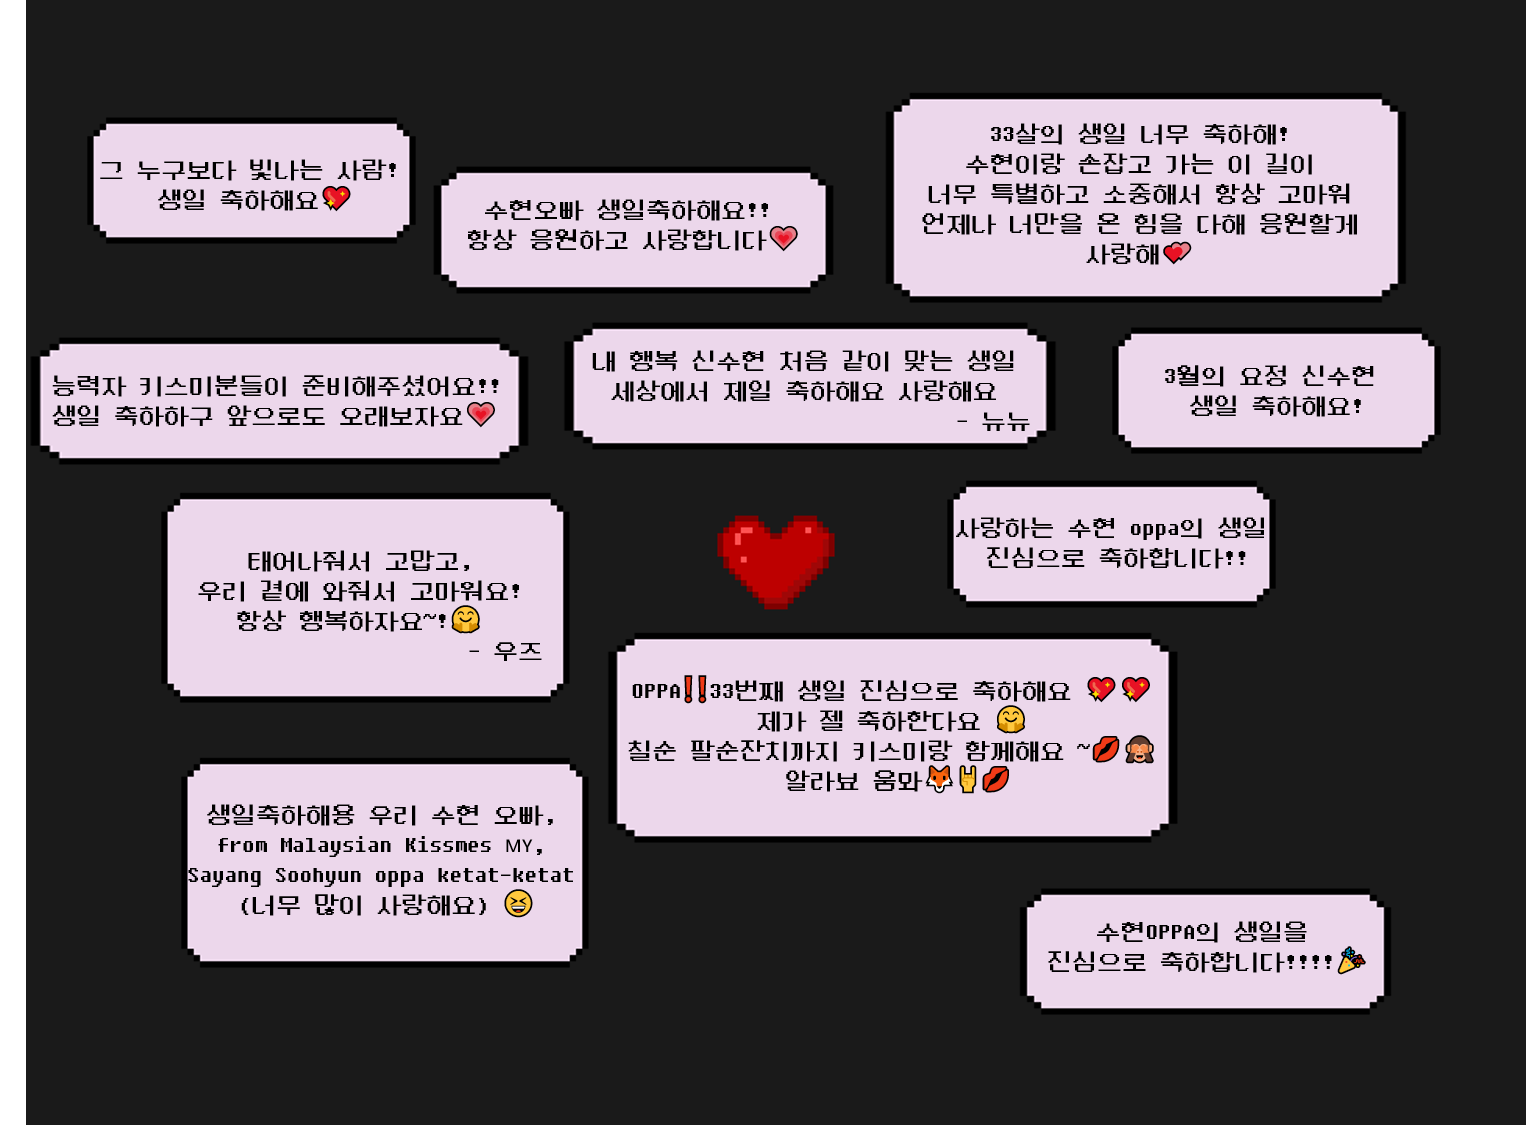 그 누구보다 빛나는 사람!
생일 축하해요💖
수현오빠 생일축하해요!!
항상 응원하고 사랑합니다💗
33살의 생일 너무 축하해!
수현이랑 손잡고 가는 이 길이
너무 특별하고 소중해서 항상 고마워
언제나 너만을 온 힘을 다해 응원할게
사랑해💕
능력자 키스미분들이 준비해주셨어요!!
생일 축하하구 앞으로도 오래보자요💗
내 행복 신수현 처음 같이 맞는 생일
세상에서 제일 축하해요 사랑해요
- 뉴뉴
3월의 요정 신수현
생일 축하해요!
태어나줘서 고맙고,
우리 곁에 와줘서 고마워요!
항상 행복하자요~!🤗
- 우즈
사랑하는 수현 oppa의 생일
진심으로 축하합니다!!
OPPA‼️33번째 생일 진심으로 축하해요 💖💖
제가 젤 축하한다요 🤗
칠순 팔순잔치까지 키스미랑 함께해요 ~💋🙈
알라뵤 움뫄🦊🤘💋
생일축하해용 우리 수현 오빠,
from Malaysian Kissmes MY,
Sayang Soohyun oppa ketat-ketat
(너무 많이 사랑해요) 😆
수현OPPA의 생일을
진심으로 축하합니다!!!!🎉